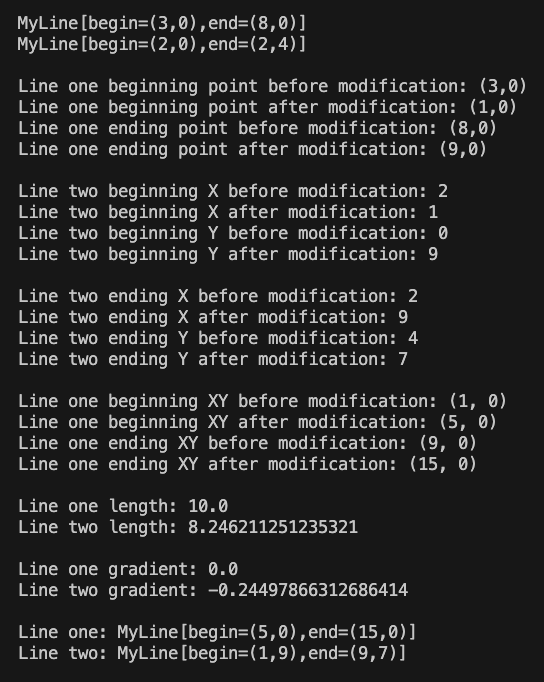 MyLine[begin=(3,0),end=(8,0)]
MyLine[begin=(2,0),end=(2,4)]
Line one beginning point before modification: (3,0)
Line one beginning point after modification: (1,0)
Line one ending point before modification: (8,0)
Line one ending point after modification: (9,0)
Line two beginning X before modification: 2
Line two beginning X after modification: 1
Line two beginning Y before modification: 0
Line two beginning Y after modification: 9
Line two ending X before modification: 2
Line two ending X after modification: 9
Line two ending Y before modification: 4
Line two ending Y after modification: 7
Line one beginning XY before modification: (1, 0)
Line one beginning XY after modification: (5, 0)
Line one ending XY before modification: (9, 0)
Line one ending XY after modification: (15, 0)
Line one length: 10.0
Line two length: 8.246211251235321
Line one gradient: 0.0
Line two gradient: -0.24497866312686414
Line one: MyLine[begin=(5,0),end=(15,0)]
Line two: MyLine[begin=(1,9),end=(9,7)]